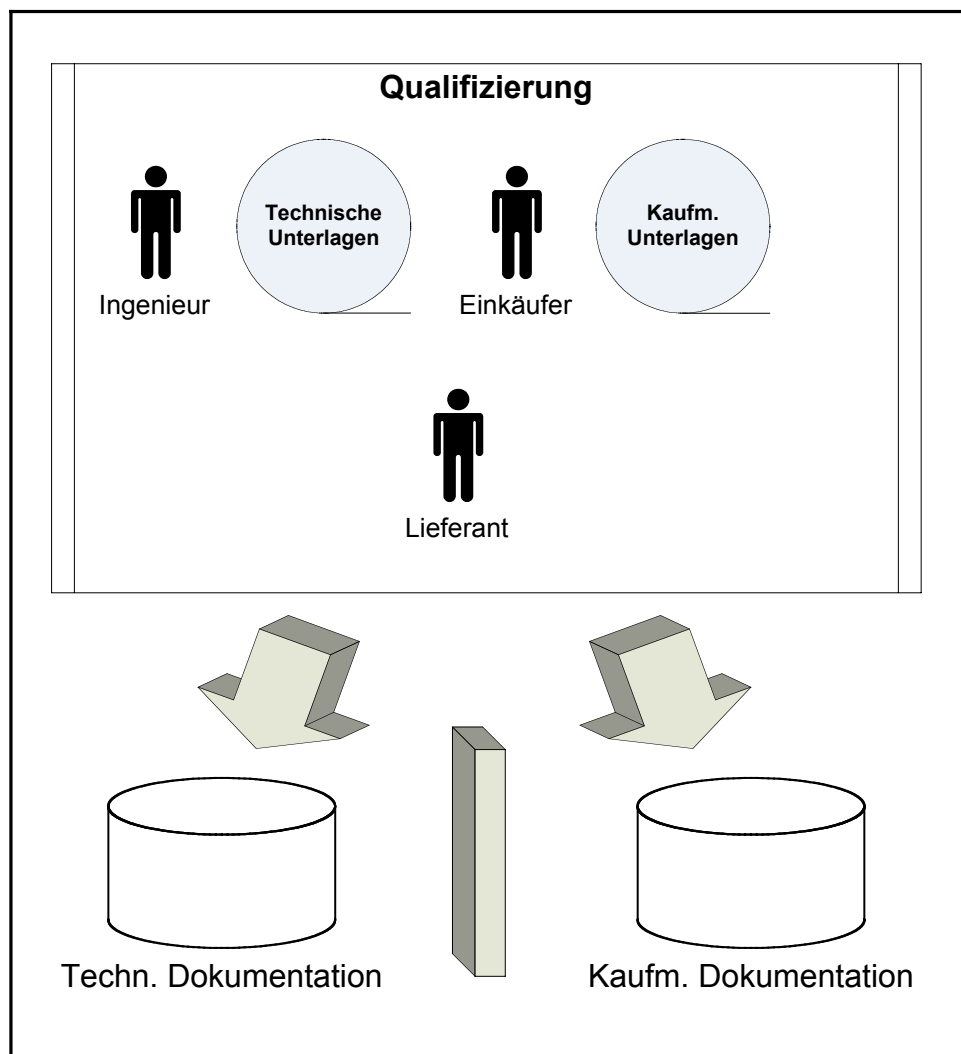 Qualifizierung
Technische
Unterlagen
Kaufm.
Unterlagen
Ingenieur
Einkäufer
Lieferant
Techn. Dokumentation
Kaufm. Dokumentation